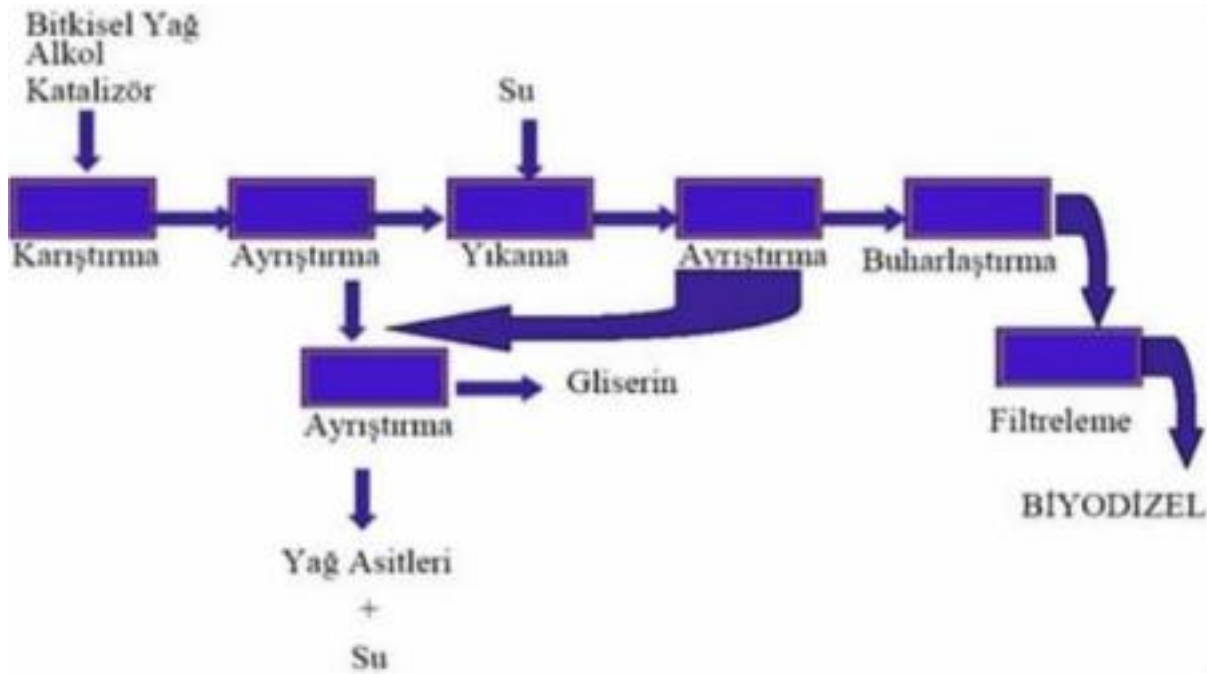 Bitkisel Yağ
Alkol
Katalizör
Su
Karıştırma
Ayrıştırma
Yıkama
Ayrıştırma
Buharlaştırma
Ayrıştırma
Gliserin
Filtreleme
BİYODİZEL
Yağ Asitleri
+
Su